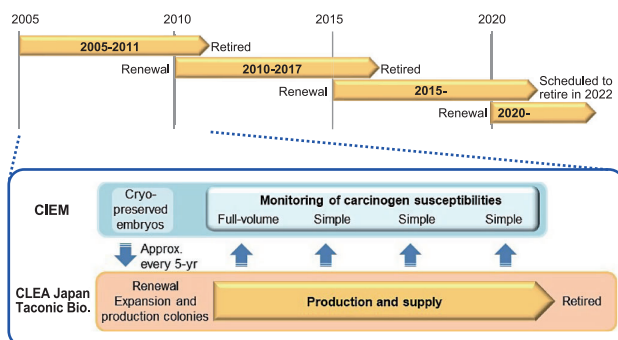 2005 2010 2015 2020
2005-2011 Retired
Renewal 2010-2017 Retired
Renewal 2015- Scheduled to
retire in 2022
Renewal 2020-
CIEM
Cryo-
preserved
embryos
Monitoring of carcinogen susceptibilities
Full-volume Simple Simple Simple
Approx.
every 5-yr
CLEA Japan
Taconic Bio.
Renewal
Expansion and
production colonies
Production and supply
Retired